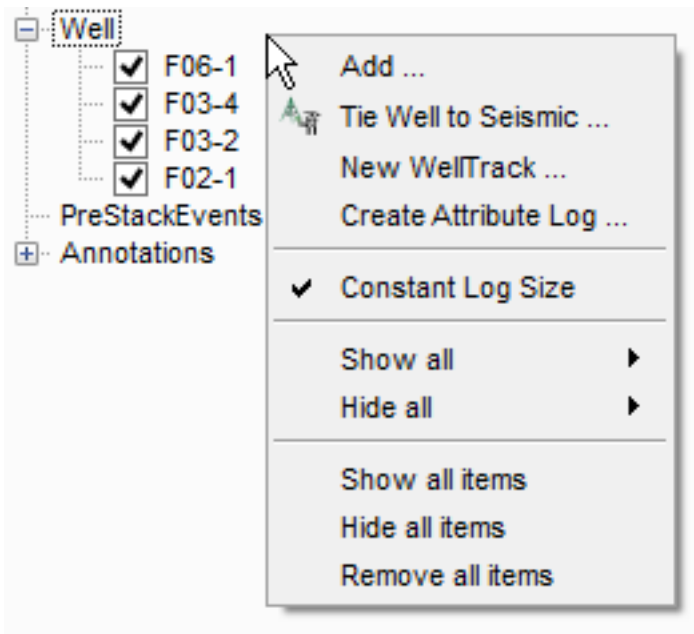 Well
F06-1
F03-4
F03-2
F02-1
PreStackEvents
Annotations
Add ...
Tie Well to Seismic ...
New WellTrack ...
Create Attribute Log ...
Constant Log Size
Show all
Hide all
Show all items
Hide all items
Remove all items